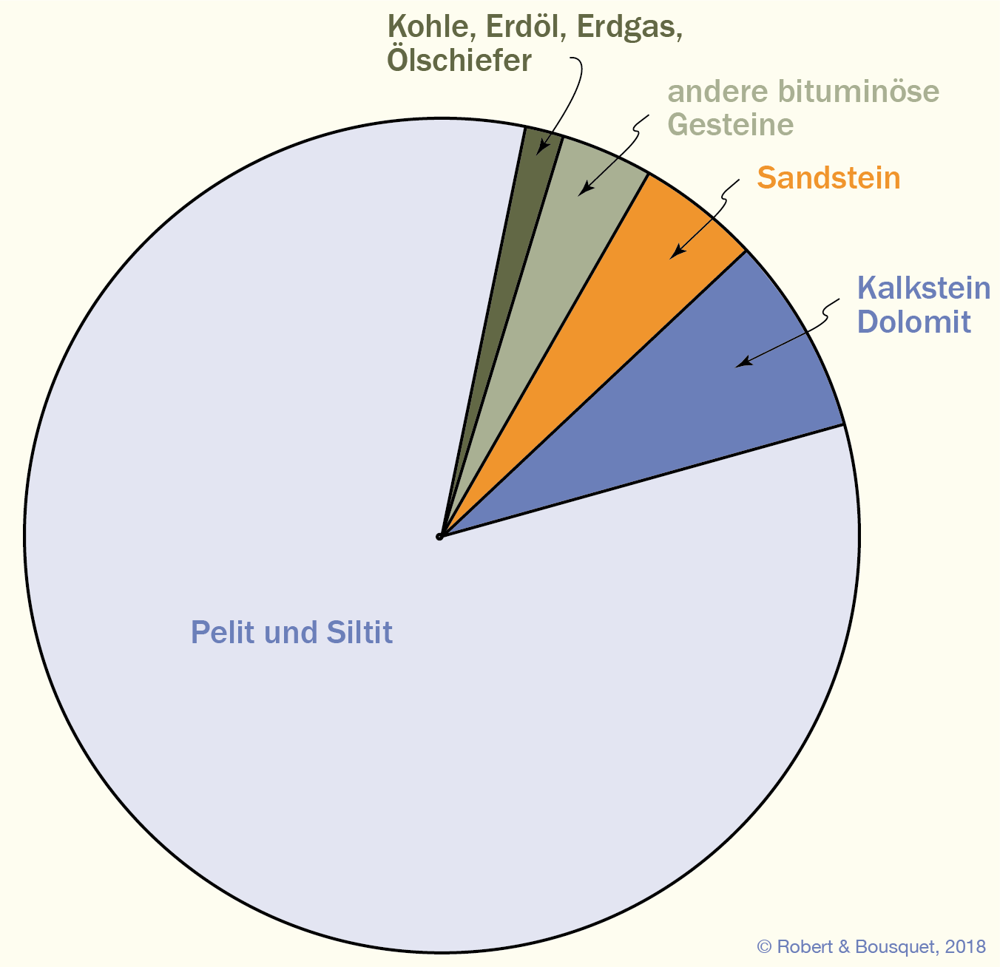 Kohle, Erdöl, Erdgas,
Ölschiefer
andere bituminöse
Gesteine
Sandstein
Kalkstein
Dolomit
Pelit und Siltit
© Robert & Bousquet, 2018